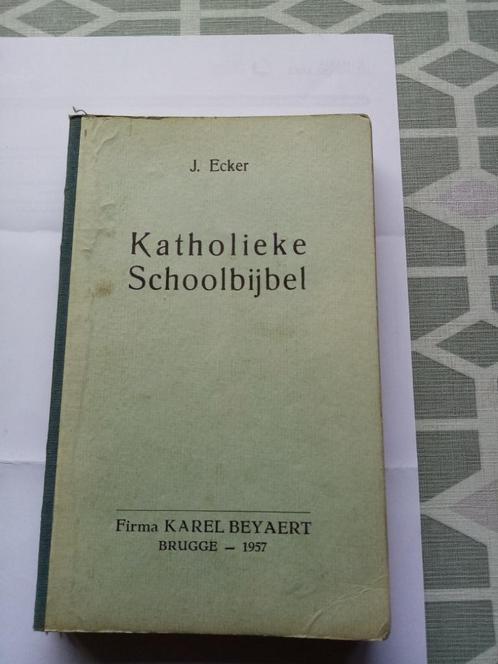 J. Ecker
Katholieke
Schoolbijbel
Firma KAREL BEYAERT
BRUGGE — 1957